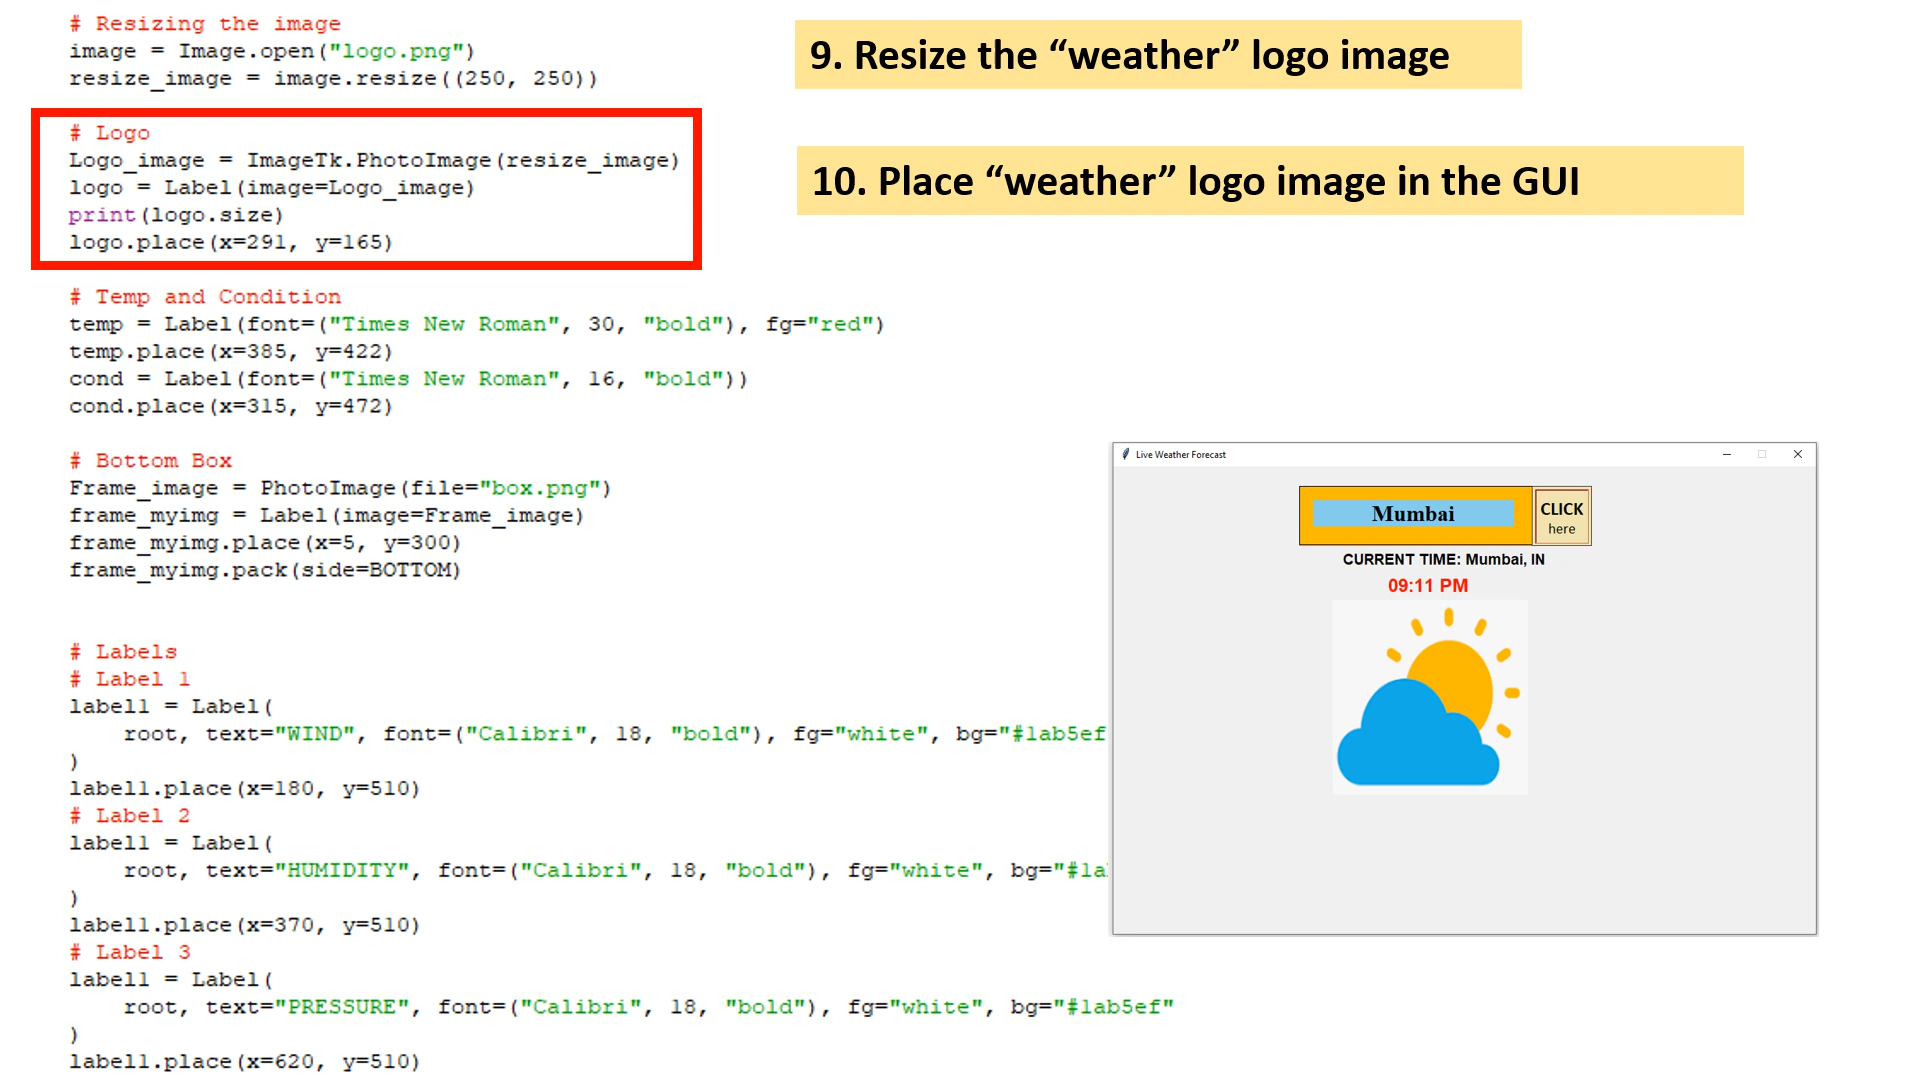 # Resizing the image
image = Image.open("logo.png")
resize_image = image.resize((250, 250))
# Logo
Logo_image = ImageTk.PhotoImage(resize_image)
logo = Label(image=Logo_image)
print(logo.size)
logo.place(x=291, y=165)
# Temp and Condition
temp = Label(font=("Times New Roman", 30, "bold"), fg="red")
temp.place(x=385, y=422)
cond = Label(font=("Times New Roman", 16, "bold"))
cond.place(x=315, y=472)
# Bottom Box
Frame_image = PhotoImage(file="box.png")
frame_myimg = Label(image=Frame_image)
frame_myimg.place(x=5, y=300)
frame_myimg.pack(side=BOTTOM)
# Labels
# Label 1
label1 = Label(
root, text="WIND", font=("Calibri", 18, "bold"), fg="white", bg="#1ab5ef
)
label1.place(x=180, y=510)
# Label 2
label1 = Label(
root, text="HUMIDITY", font=("Calibri", 18, "bold"), fg="white", bg="#1a
)
label1.place(x=370, y=510)
# Label 3
label1 = Label(
root, text="PRESSURE", font=("Calibri", 18, "bold"), fg="white", bg="#1ab5ef"
)
label1.place(x=620, y=510)
9. Resize the “weather” logo image
10. Place “weather” logo image in the GUI
Live Weather Forecast
Mumbai
CLICK
here
CURRENT TIME: Mumbai, IN
09:11 PM